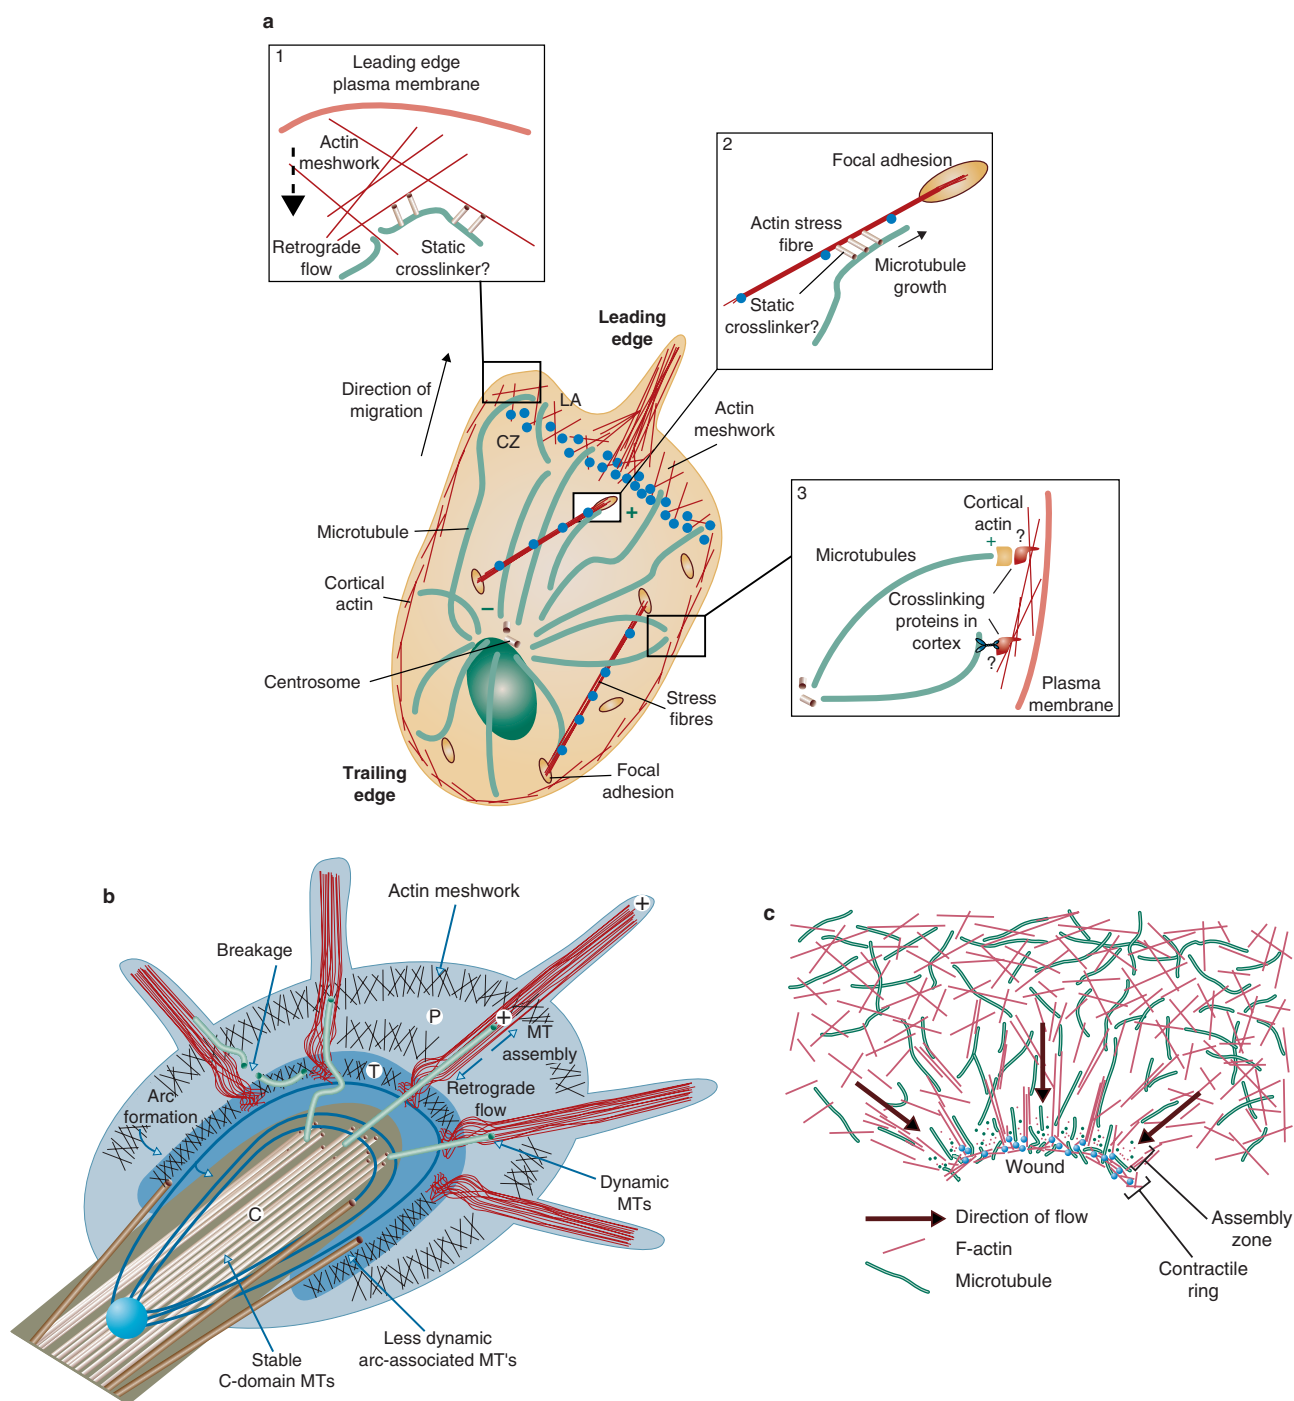 a
1
Leading edge
plasma membrane
Actin
meshwork
Retrograde
flow
Static
crosslinker?
2
Focal adhesion
Actin stress
fibre
Microtubule
growth
Static
crosslinker?
Leading
edge
Direction of
migration
LA
CZ
Actin
meshwork
+
Microtubule
Cortical
actin
−
Centrosome
Stress
fibres
Trailing
edge
Focal
adhesion
3
Cortical
actin
+
?
Microtubules
Crosslinking
proteins in
cortex
?
Plasma
membrane
b
Actin meshwork
+
Breakage
P
+
MT
assembly
T
Retrograde
flow
Arc
formation
Dynamic
MTs
C
Less dynamic
arc-associated MT's
Stable
C-domain MTs
c
Wound
Direction of flow
F-actin
Microtubule
Assembly
zone
Contractile
ring